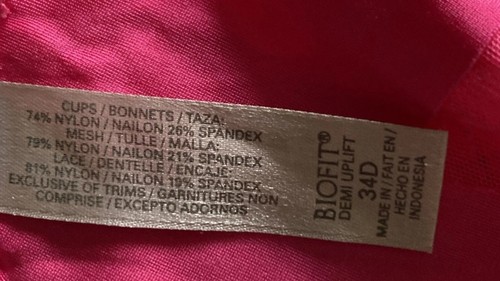 CUPS / BONNETS / TAZA:
74% NYLON / NAILON 26% SPANDEX
MESH / TULLE / MALLA:
79% NYLON / NAILON 21% SPANDEX
LACE / DENTELLE / ENCAJE:
81% NYLON / NAILON 19% SPANDEX
EXCLUSIVE OF TRIMS / GARNITURES NON
COMPRISE / EXCEPTO ADORNOS
BIOFIT®
DEMI UPLIFT
34D
MADE IN / FAIT EN /
HECHO EN
INDONESIA